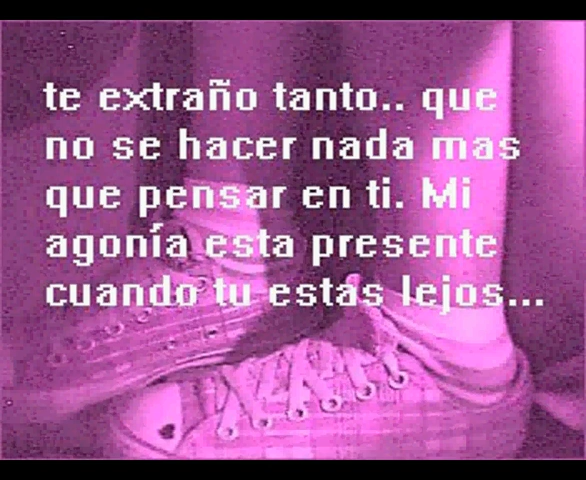 te extraño tanto.. que
no se hacer nada mas
que pensar en ti. Mi
agonía esta presente
cuando tu estas lejos...